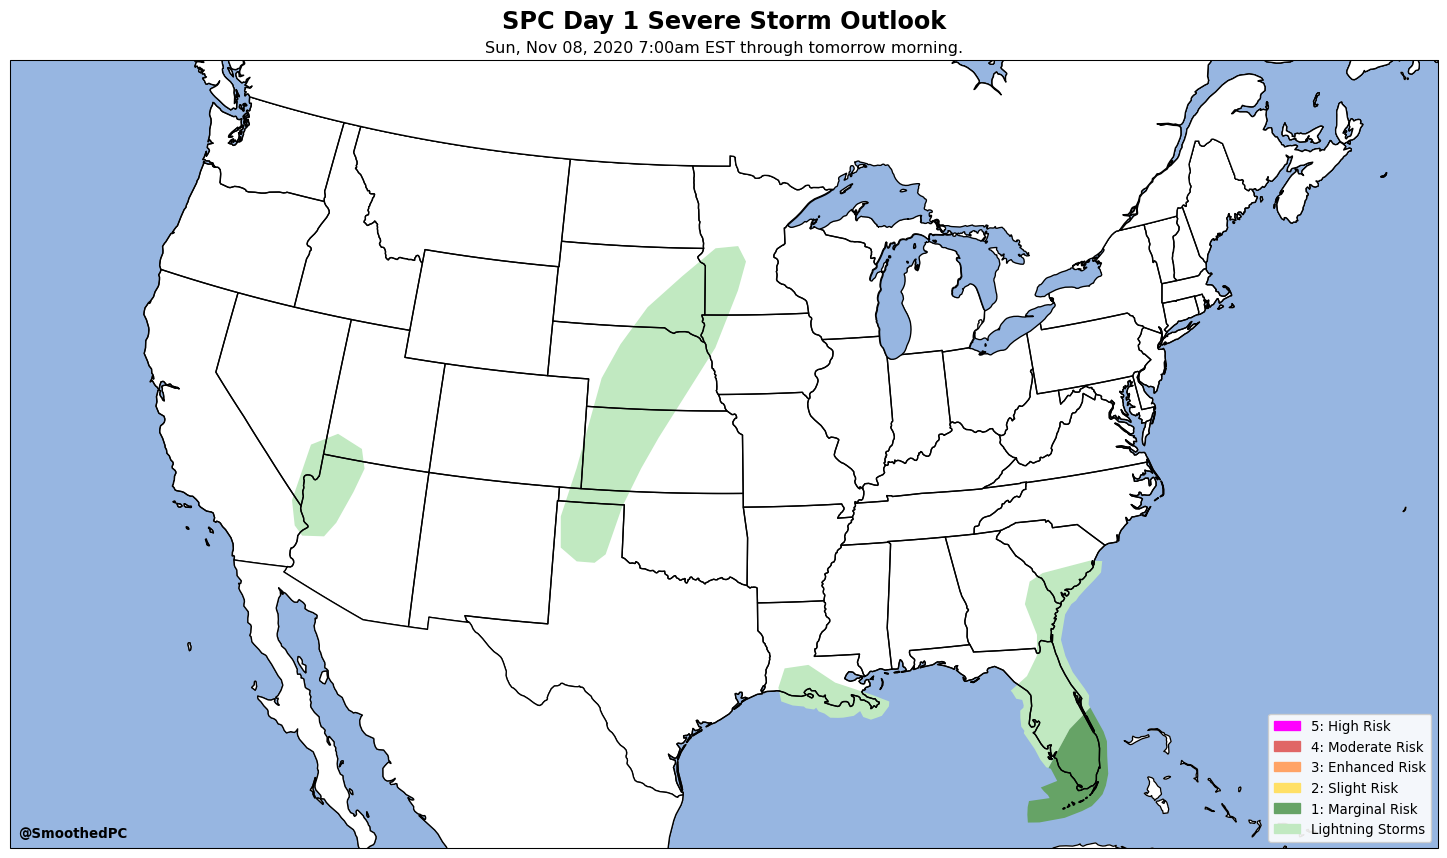 SPC Day 1 Severe Storm Outlook
Sun, Nov 08, 2020 7:00am EST through tomorrow morning.
5: High Risk
4: Moderate Risk
3: Enhanced Risk
2: Slight Risk
1: Marginal Risk
Lightning Storms
@SmoothedPC